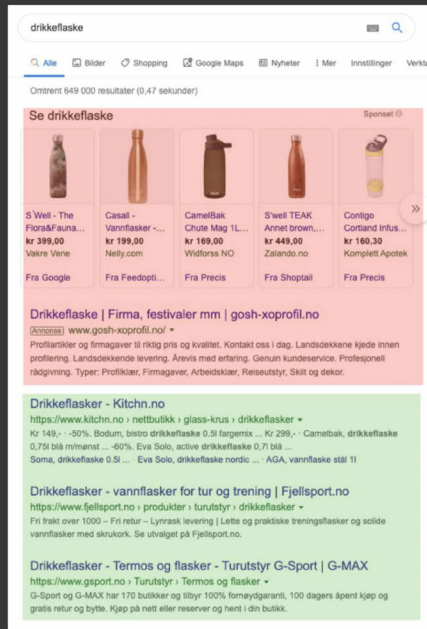 drikkeflaske
Alle Bilder Shopping Google Maps Nyheter Mer Innstillinger Verkt
Omtrent 649 000 resultater (0,47 sekunder)
Se drikkeflaske Sponset
S'Well - The Flora&Fauna...
kr 399,00
Vakre Vene
Fra Google
Casall - Vannflasker -...
kr 199,00
Nelly.com
Fra Feedopti...
CamelBak Chute Mag 1L...
kr 169,00
Widforss NO
Fra Precis
S'well TEAK Annet brown,...
kr 449,00
Zalando.no
Fra Shoptail
Contigo Cortland Infus...
kr 160,30
Komplett Apotek
Fra Precis
Drikkeflaske | Firma, festivaler mm | gosh-xoprofil.no
Annonse www.gosh-xoprofil.no/
Profilartikler og firmagaver til riktig pris og kvalitet. Kontakt oss i dag. Landsdekkene kjede innen
profilering. Landsdekkende levering. Årevis med erfaring. Genuin kundeservice. Profesjonell
rådgivning. Typer: Profilklær, Firmagaver, Arbeidsklær, Reiseutstyr, Skilt og dekor.
Drikkeflasker - Kitchn.no
https://www.kitchn.no › nettbutikk › glass-krus › drikkeflasker
Kr 149,- · -50%. Bodum, bistro drikkeflaske 0.5l fargemix ... Kr 299,- · Camelbak, drikkeflaske
0,75l blå m/mønst ... -60%. Eva Solo, active drikkeflaske 0,7l blå ...
Soma, drikkeflaske 0.5l ... · Eva Solo, drikkeflaske nordic ... · AGA, vannflaske stål 1l
Drikkeflasker - vannflasker for tur og trening | Fjellsport.no
https://www.fjellsport.no › produkter › turutstyr › drikkeflasker
Fri frakt over 1000 – Fri retur – Lynrask levering | Lette og praktiske treningsflasker og solide
vannflasker med skrukork. Se utvalget på Fjellsport.no.
Drikkeflasker - Termos og flasker - Turutstyr G-Sport | G-MAX
https://www.gsport.no › Turutstyr › Termos og flasker
G-Sport og G-MAX har 170 butikker og tilbyr 100% fornøydgaranti, 100 dagers åpent kjøp og
gratis retur og bytte. Kjøp på nett eller reserver og hent i din butikk.